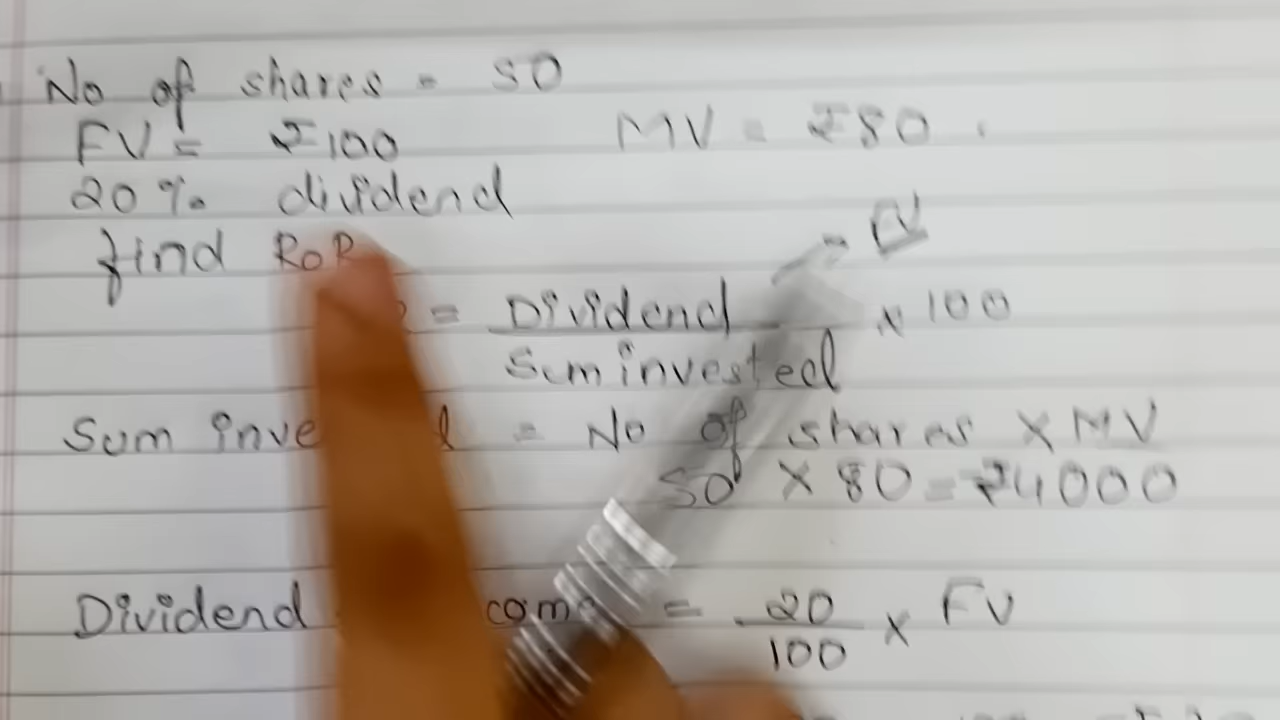 No of shares = 50
FV = ₹100 MV = ₹80
20% dividend
find RoR
= FV
= Dividend / Sum invested × 100
Sum = No of shares × MV
50 × 80 = ₹4000
Dividend = 20/100 × FV